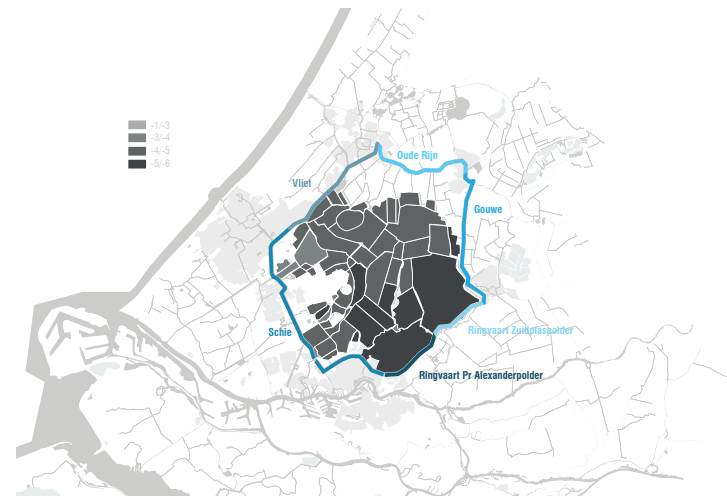 -1/-3
-3/-4
-4/-5
-5/-6
Oude Rijn
Vliet
Gouwe
Schie
Ringvaart Zuidplaspolder
Ringvaart Pr Alexanderpolder